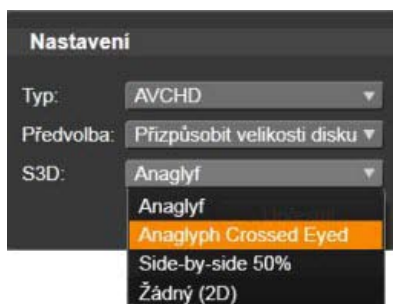 Nastavení
Typ: AVCHD
Předvolba: Přizpůsobit velikosti disku
S3D: Anaglyf
Anaglyf
Anaglyph Crossed Eyed
Side-by-side 50%
Žádný (2D)